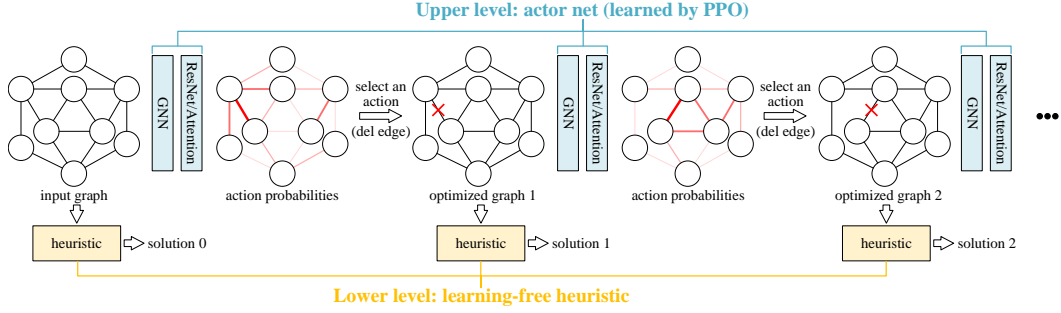 Upper level: actor net (learned by PPO)
GNN
ResNet/Attention
select an
action
(del edge)
GNN
ResNet/Attention
select an
action
(del edge)
GNN
ResNet/Attention
input graph
action probabilities
optimized graph 1
action probabilities
optimized graph 2
heuristic
solution 0
heuristic
solution 1
heuristic
solution 2
Lower level: learning-free heuristic